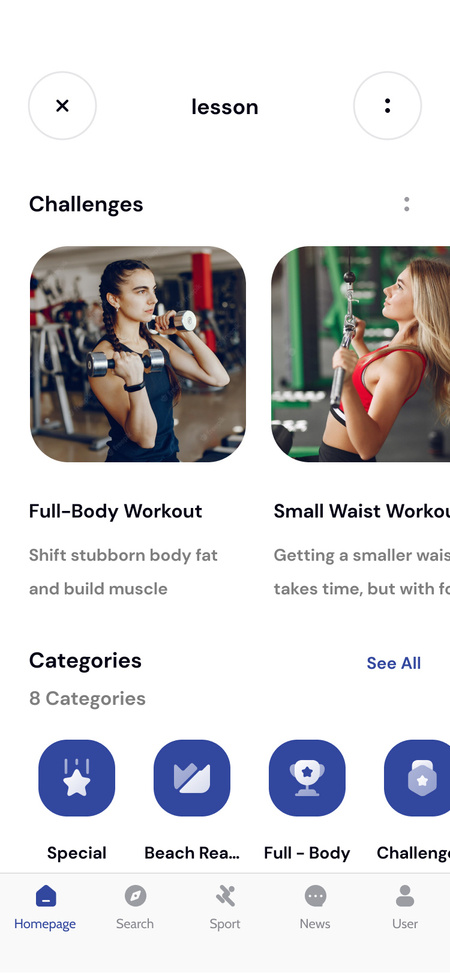 lesson
Challenges
Full-Body Workout
Small Waist Workou
Shift stubborn body fat
and build muscle
Getting a smaller wais
takes time, but with fo
Categories
See All
8 Categories
Special
Beach Rea...
Full - Body
Challenge
Homepage
Search
Sport
News
User